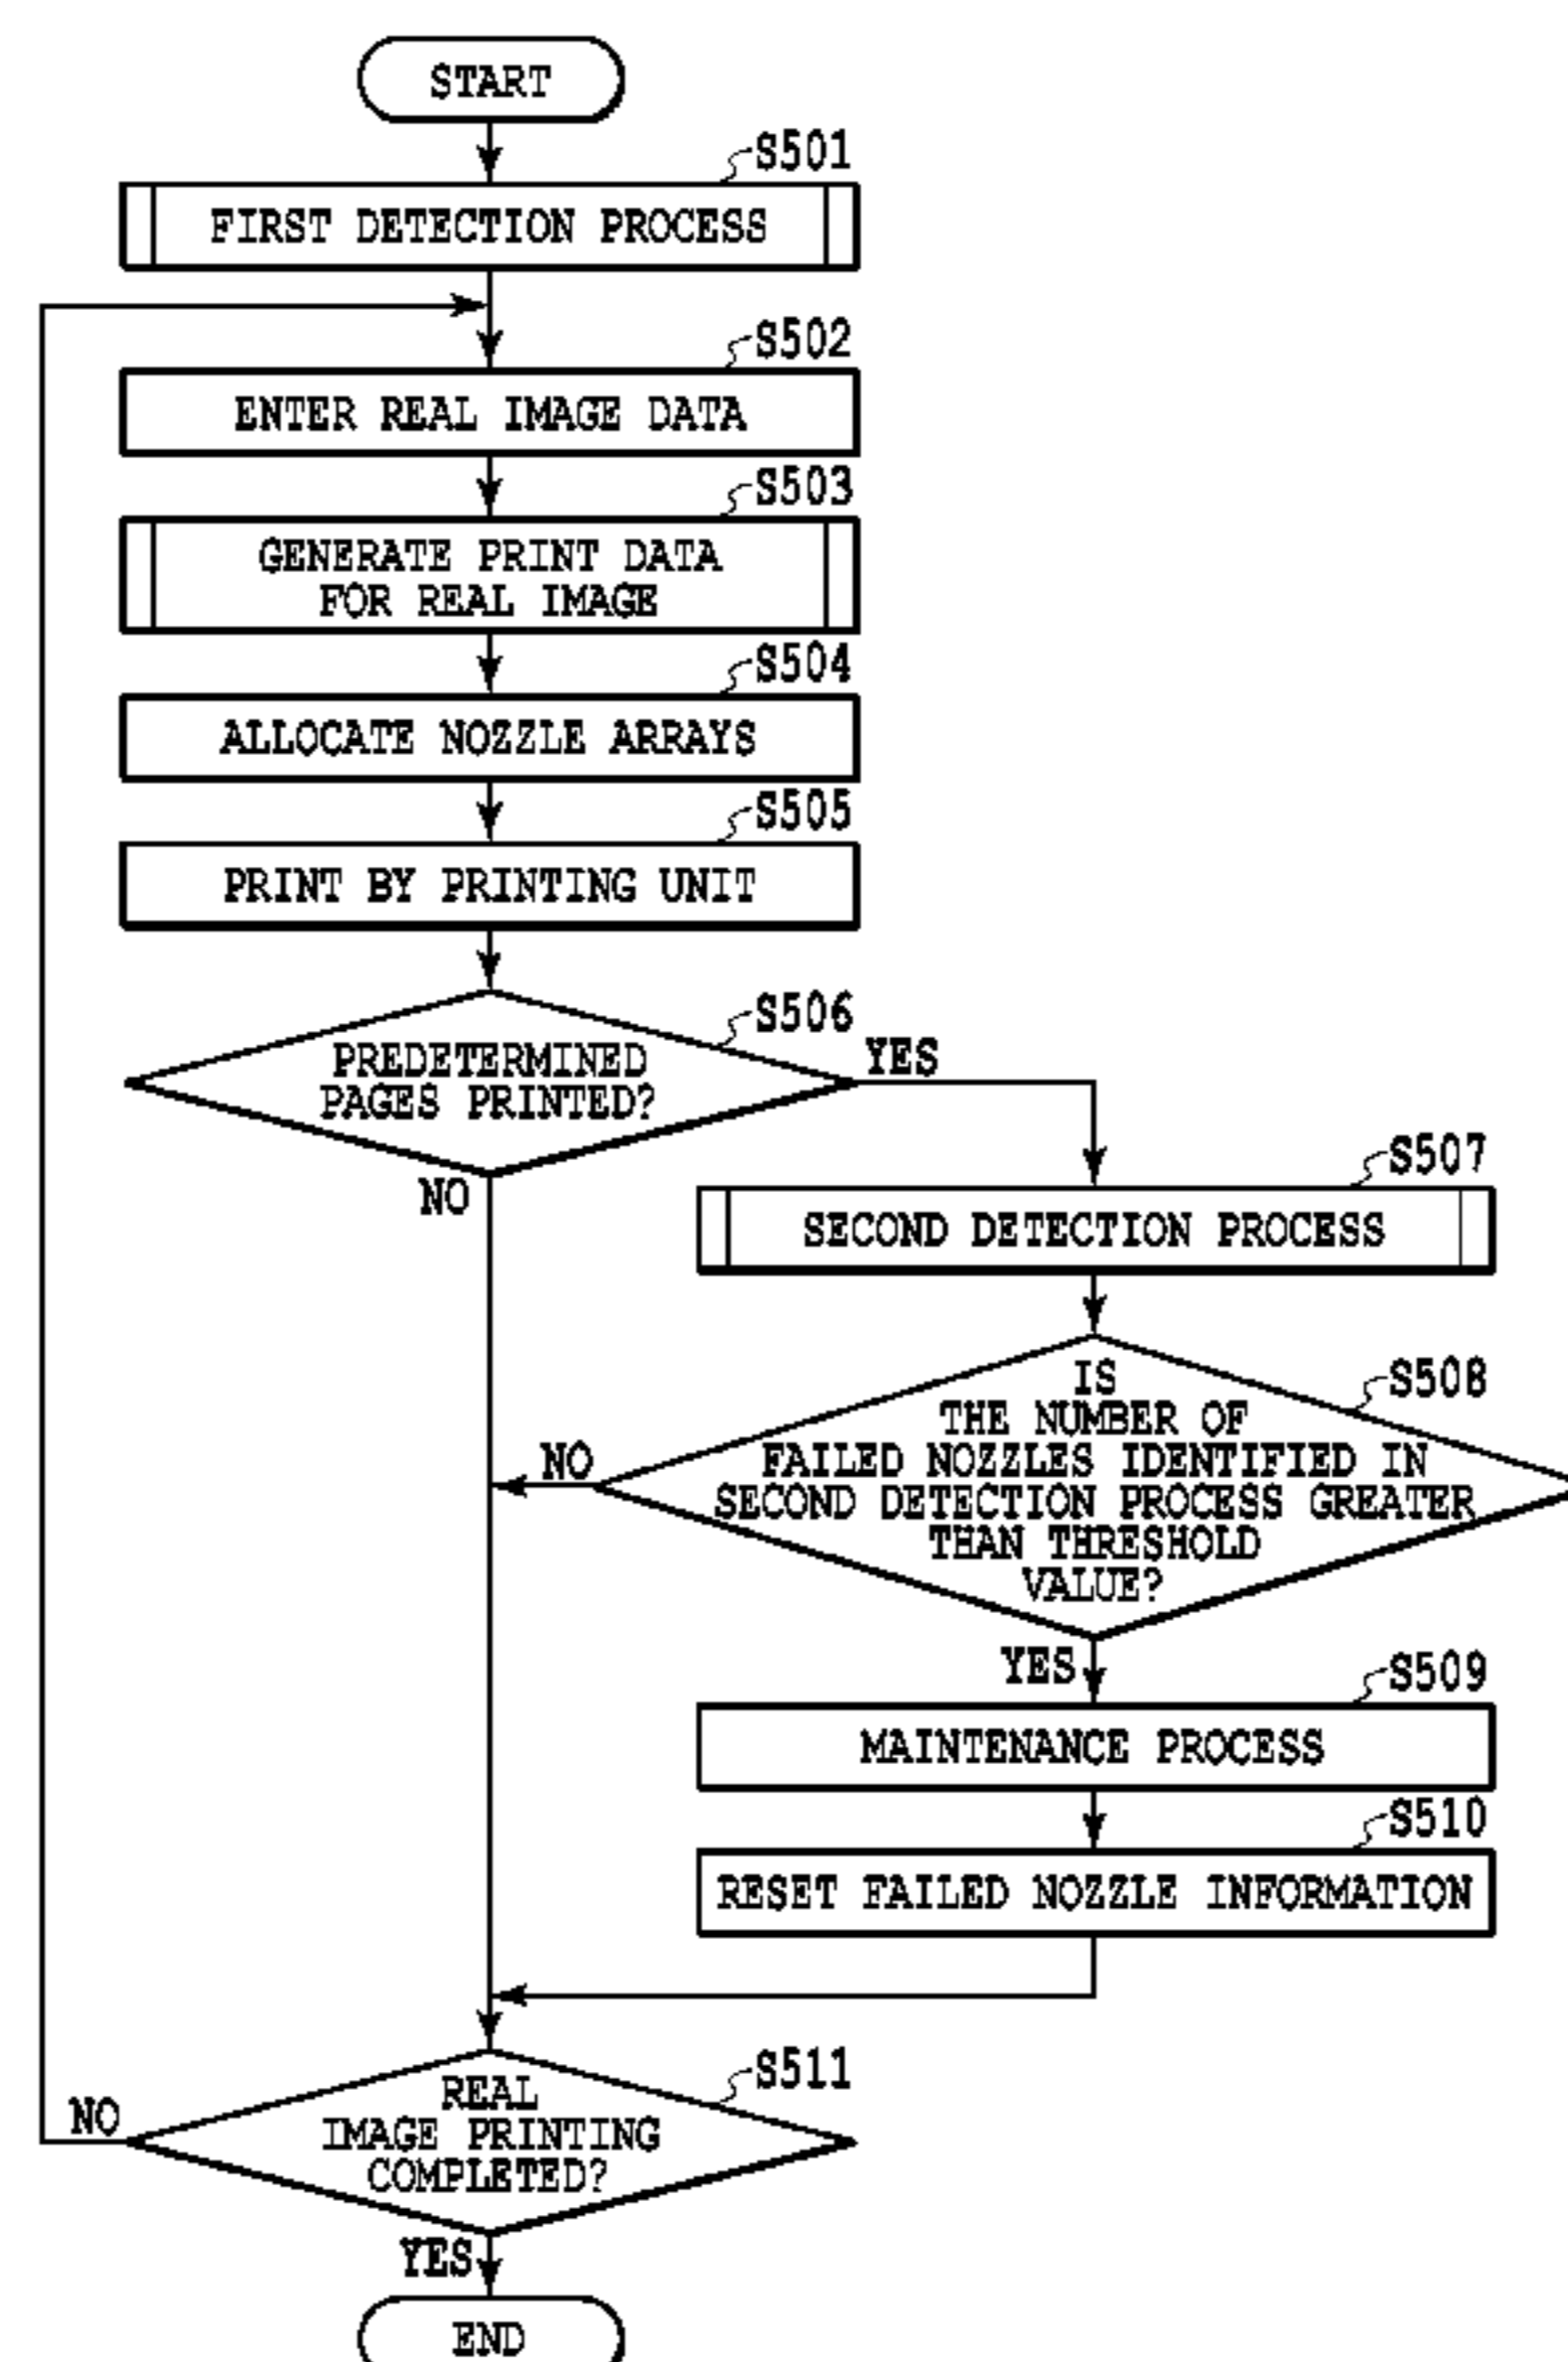 START
S501
FIRST DETECTION PROCESS
S502
ENTER REAL IMAGE DATA
S503
GENERATE PRINT DATA
FOR REAL IMAGE
S504
ALLOCATE NOZZLE ARRAYS
S505
PRINT BY PRINTING UNIT
S506
PREDETERMINED
PAGES PRINTED?
YES
NO
S507
SECOND DETECTION PROCESS
S508
IS
THE NUMBER OF
FAILED NOZZLES IDENTIFIED IN
SECOND DETECTION PROCESS GREATER
THAN THRESHOLD
VALUE?
NO
YES
S509
MAINTENANCE PROCESS
S510
RESET FAILED NOZZLE INFORMATION
S511
REAL
IMAGE PRINTING
COMPLETED?
NO
YES
END